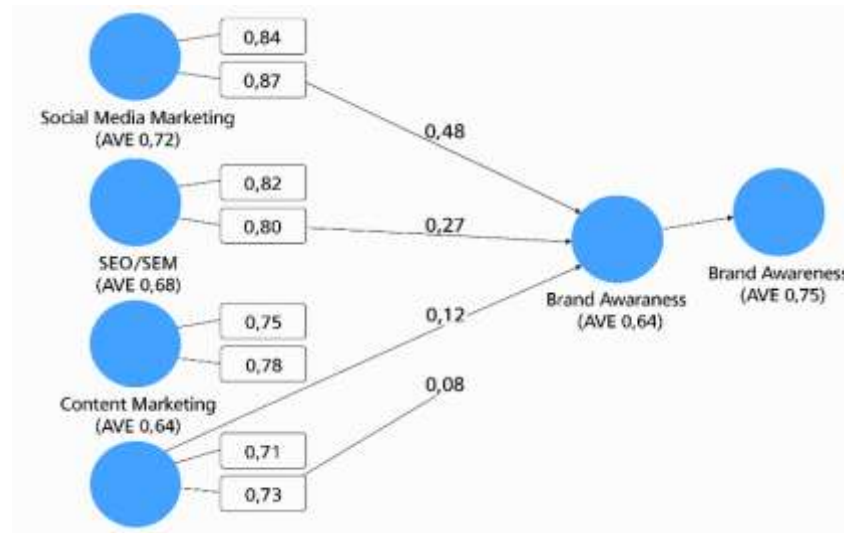 0,84
0,87
Social Media Marketing
(AVE 0,72)
0,48
0,82
0,80
0,27
SEO/SEM
(AVE 0,68)
Brand Awaraness
(AVE 0,64)
Brand Awareness
(AVE 0,75)
0,75
0,78
0,12
Content Marketing
(AVE 0,64)
0,08
0,71
0,73